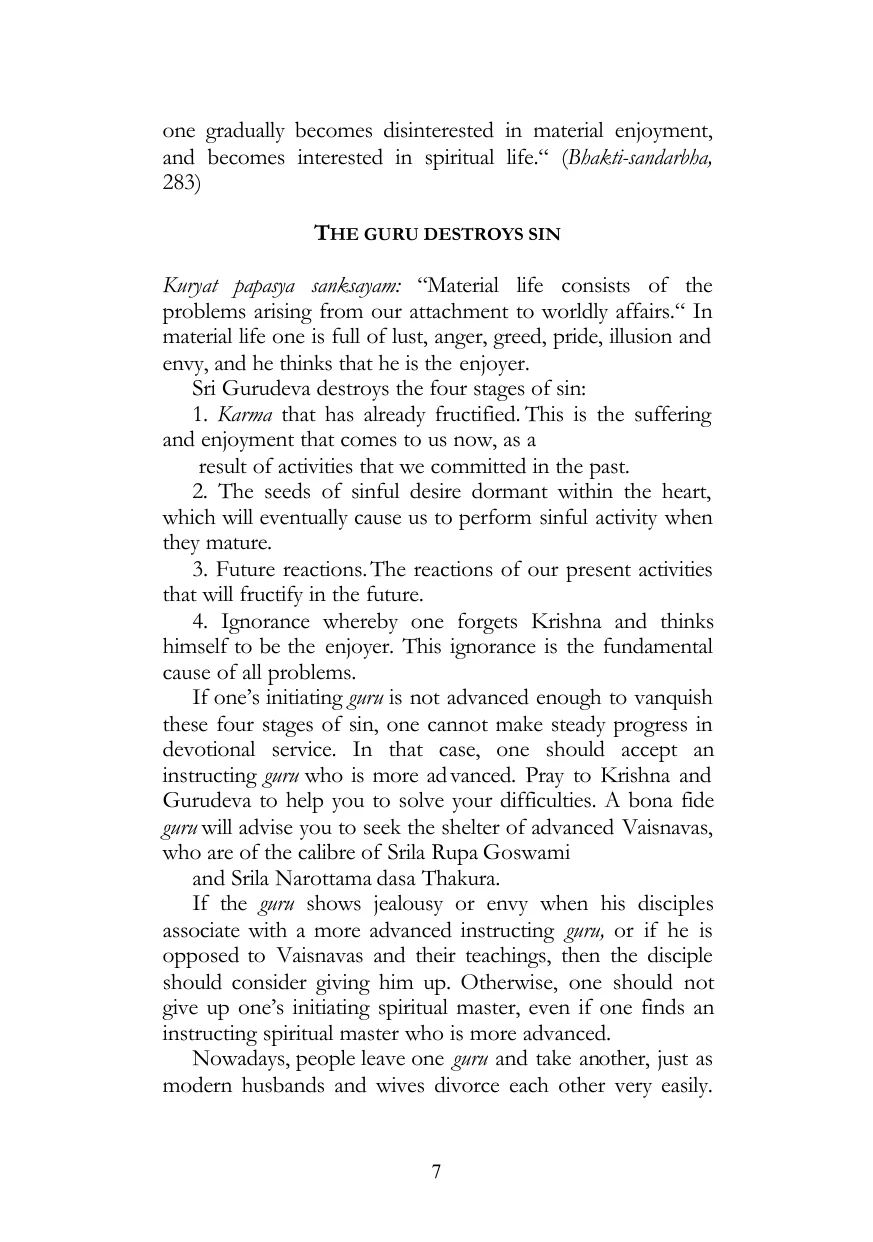 one gradually becomes disinterested in material enjoyment,
and becomes interested in spiritual life.“ (Bhakti-sandarbha,
283)
THE GURU DESTROYS SIN
Kuryat papasya sanksayam: “Material life consists of the
problems arising from our attachment to worldly affairs.“ In
material life one is full of lust, anger, greed, pride, illusion and
envy, and he thinks that he is the enjoyer.
Sri Gurudeva destroys the four stages of sin:
1. Karma that has already fructified. This is the suffering
and enjoyment that comes to us now, as a
result of activities that we committed in the past.
2. The seeds of sinful desire dormant within the heart,
which will eventually cause us to perform sinful activity when
they mature.
3. Future reactions. The reactions of our present activities
that will fructify in the future.
4. Ignorance whereby one forgets Krishna and thinks
himself to be the enjoyer. This ignorance is the fundamental
cause of all problems.
If one’s initiating guru is not advanced enough to vanquish
these four stages of sin, one cannot make steady progress in
devotional service. In that case, one should accept an
instructing guru who is more advanced. Pray to Krishna and
Gurudeva to help you to solve your difficulties. A bona fide
guru will advise you to seek the shelter of advanced Vaisnavas,
who are of the calibre of Srila Rupa Goswami
and Srila Narottama dasa Thakura.
If the guru shows jealousy or envy when his disciples
associate with a more advanced instructing guru, or if he is
opposed to Vaisnavas and their teachings, then the disciple
should consider giving him up. Otherwise, one should not
give up one’s initiating spiritual master, even if one finds an
instructing spiritual master who is more advanced.
Nowadays, people leave one guru and take another, just as
modern husbands and wives divorce each other very easily.
7